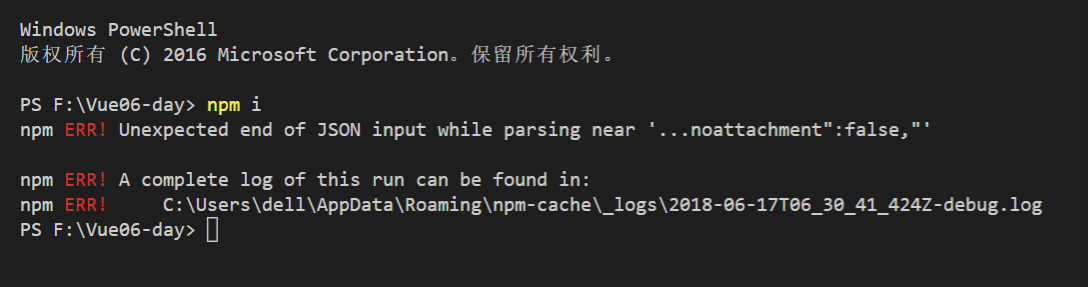 Windows PowerShell
版权所有 (C) 2016 Microsoft Corporation。保留所有权利。
PS F:\Vue06-day> npm i
npm ERR! Unexpected end of JSON input while parsing near '...noattachment":false,"'
npm ERR! A complete log of this run can be found in:
npm ERR!     C:\Users\dell\AppData\Roaming\npm-cache\_logs\2018-06-17T06_30_41_424Z-debug.log
PS F:\Vue06-day>